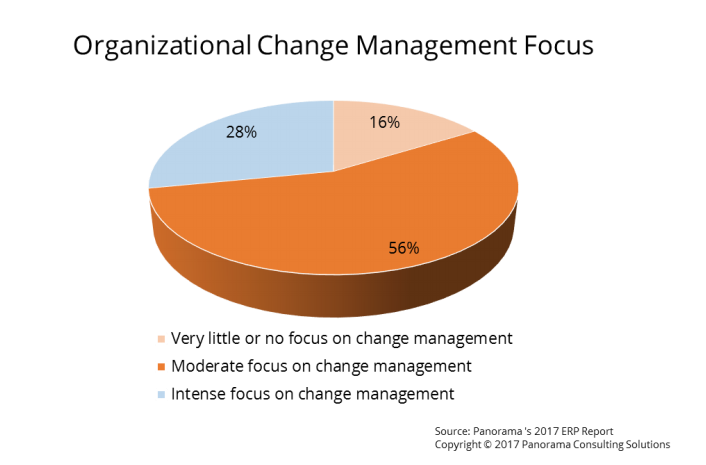 Organizational Change Management Focus
28%
16%
56%
Very little or no focus on change management
Moderate focus on change management
Intense focus on change management
Source: Panorama 's 2017 ERP Report
Copyright © 2017 Panorama Consulting Solutions